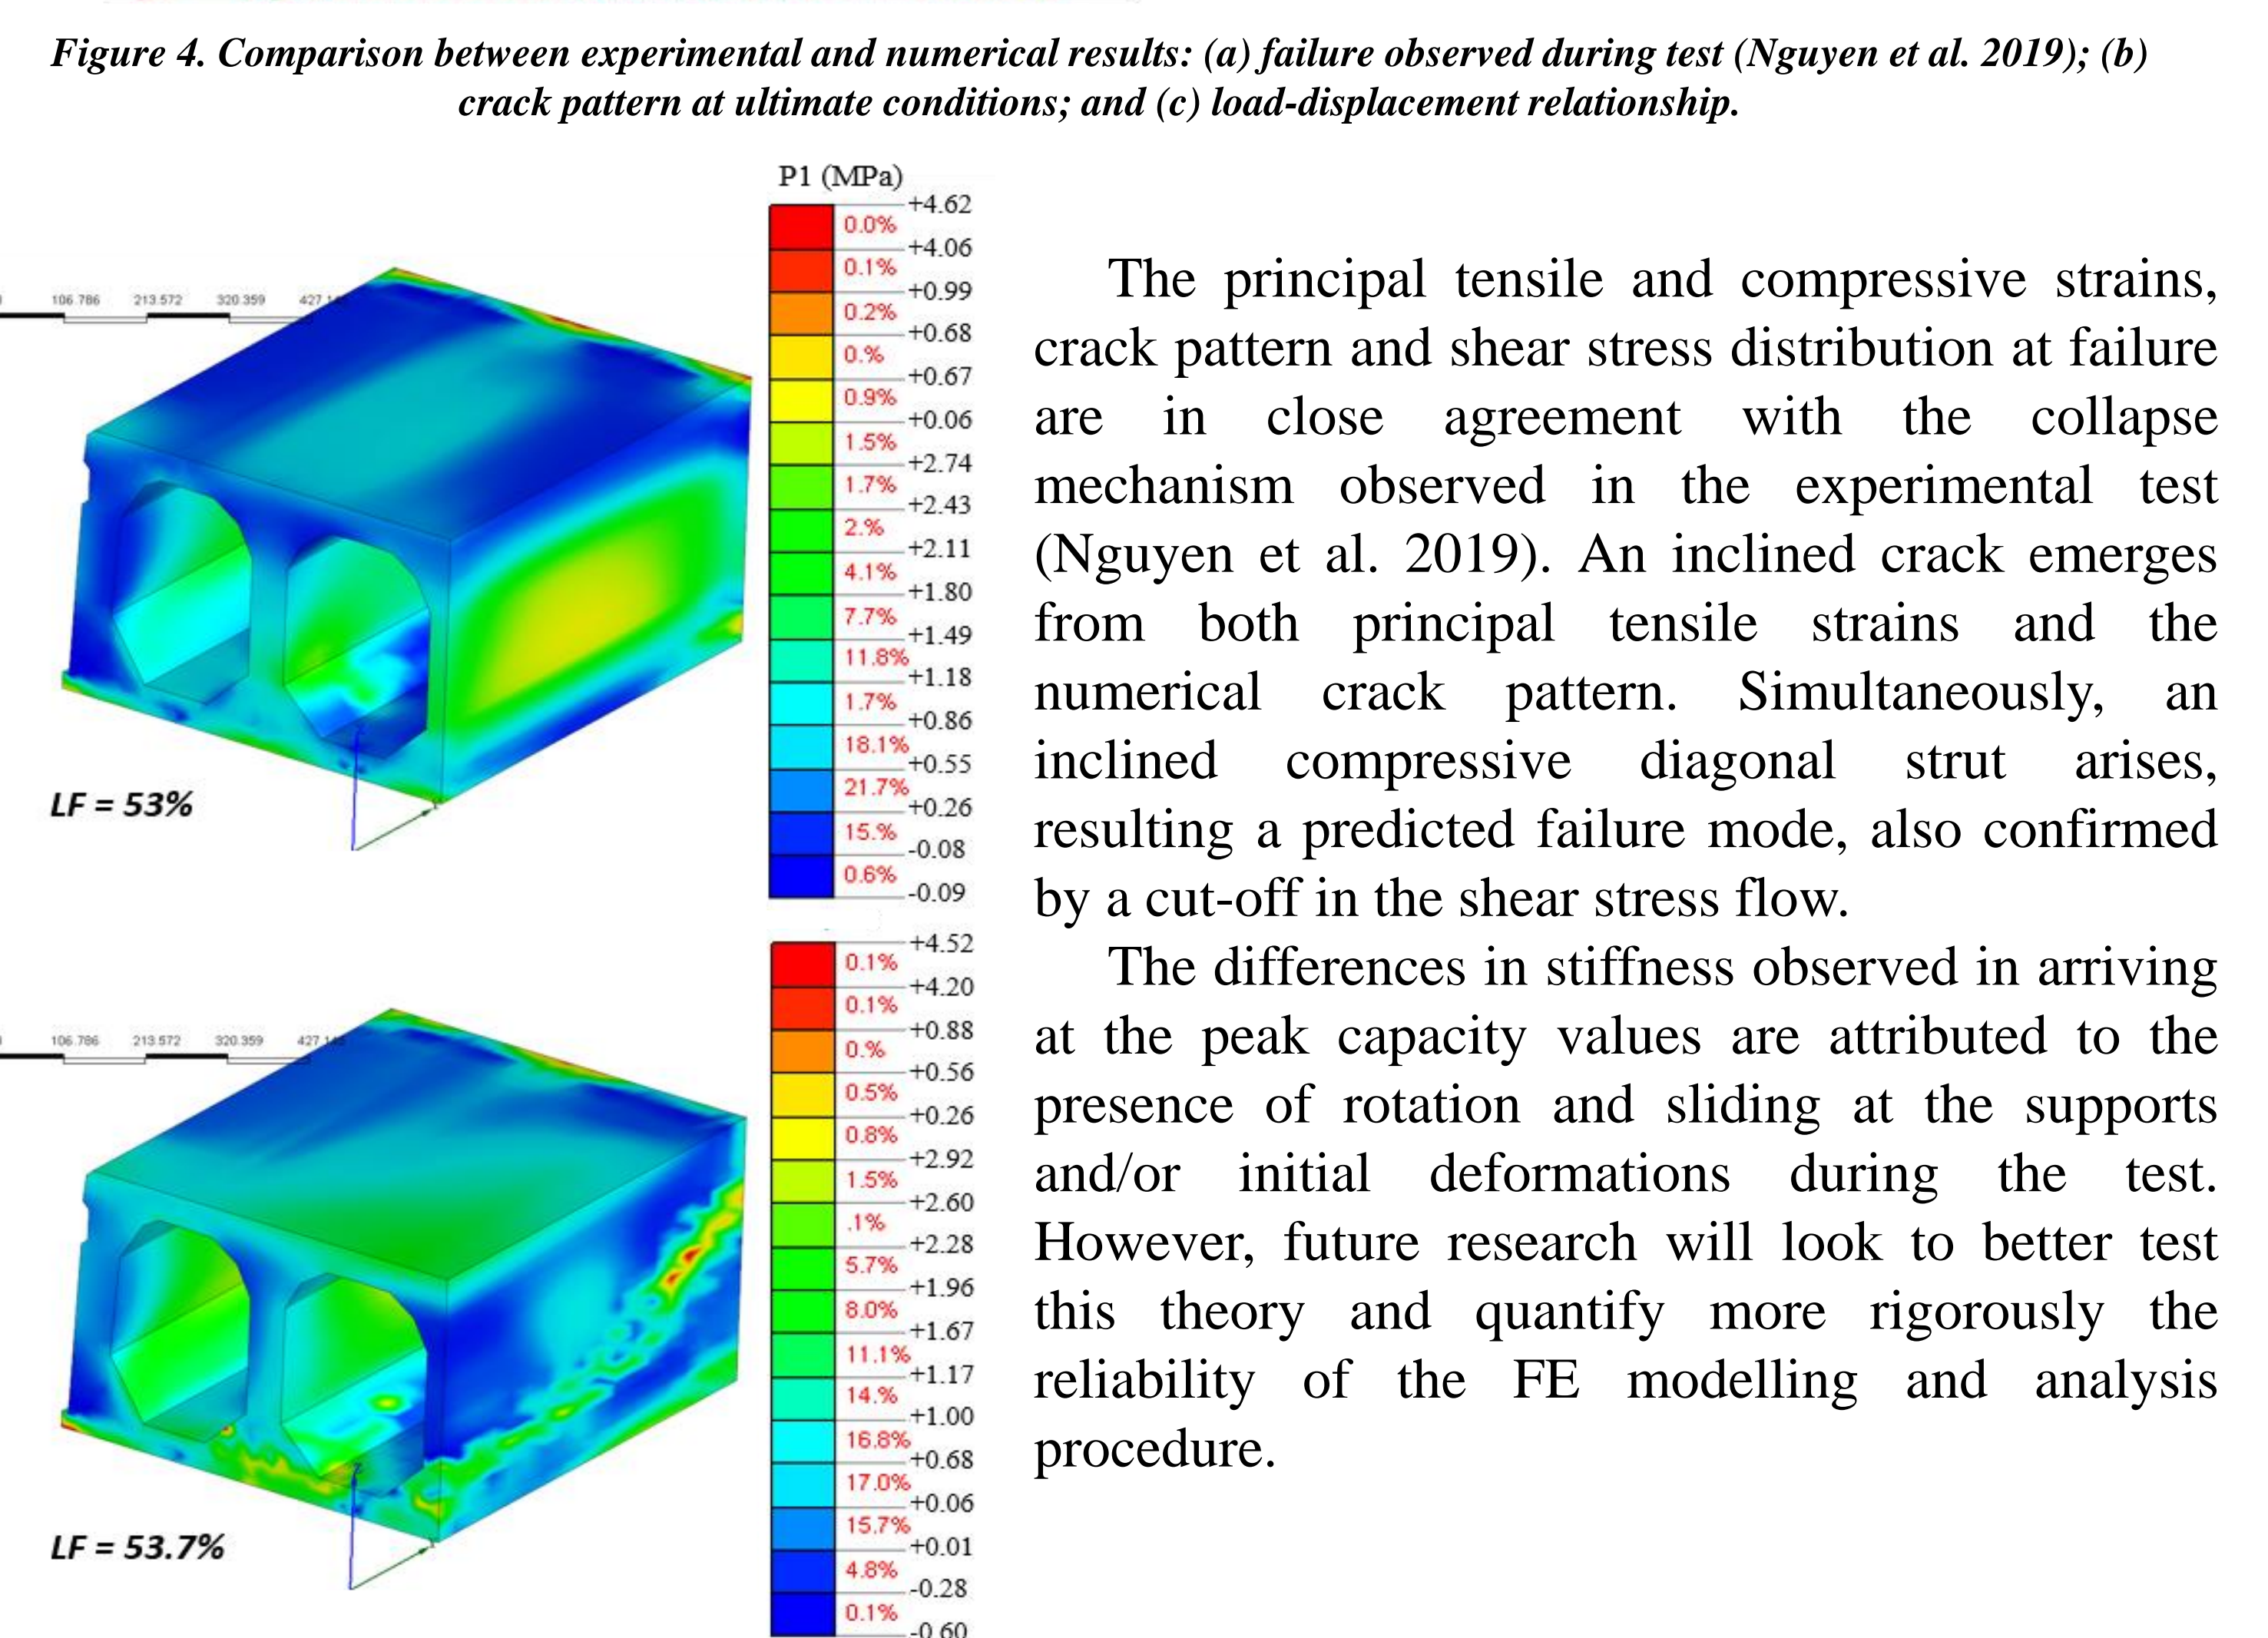 Figure 4. Comparison between experimental and numerical results: (a) failure observed during test (Nguyen et al. 2019); (b)
crack pattern at ultimate conditions; and (c) load-displacement relationship.
P1 (MPa)
+4.62
0.0%
+4.06
0.1%
+0.99
0.2%
+0.68
0.%
+0.67
0.9%
+0.06
1.5%
+2.74
1.7%
+2.43
2.%
+2.11
4.1%
+1.80
7.7%
+1.49
11.8%
+1.18
1.7%
+0.86
18.1%
+0.55
21.7%
+0.26
15.%
-0.08
0.6%
-0.09
106.786 213.572 320.359
LF = 53%
+4.52
0.1%
+4.20
0.1%
+0.88
0.%
+0.56
0.5%
+0.26
0.8%
+2.92
1.5%
+2.60
.1%
+2.28
5.7%
+1.96
8.0%
+1.67
11.1%
+1.17
14.%
+1.00
16.8%
+0.68
17.0%
+0.06
15.7%
+0.01
4.8%
-0.28
0.1%
-0.60
106.786 213.572 320.359
LF = 53.7%
The principal tensile and compressive strains,
crack pattern and shear stress distribution at failure
are in close agreement with the collapse
mechanism observed in the experimental test
(Nguyen et al. 2019). An inclined crack emerges
from both principal tensile strains and the
numerical crack pattern. Simultaneously, an
inclined compressive diagonal strut arises,
resulting a predicted failure mode, also confirmed
by a cut-off in the shear stress flow.
The differences in stiffness observed in arriving
at the peak capacity values are attributed to the
presence of rotation and sliding at the supports
and/or initial deformations during the test.
However, future research will look to better test
this theory and quantify more rigorously the
reliability of the FE modelling and analysis
procedure.